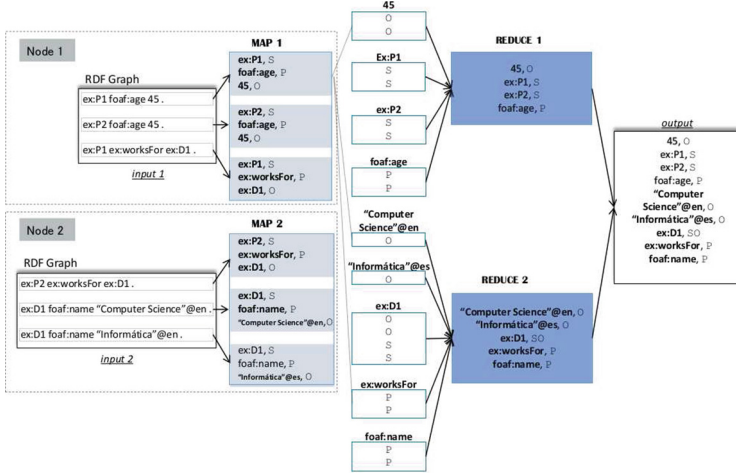 Node 1
RDF Graph
ex:P1 foaf:age 45 .
ex:P2 foaf:age 45 .
ex:P1 ex:worksFor ex:D1 .
input 1
MAP 1
ex:P1, S
foaf:age, P
45, O
ex:P2, S
foaf:age, P
45, O
ex:P1, S
ex:worksFor, P
ex:D1, O
Node 2
RDF Graph
ex:P2 ex:worksFor ex:D1 .
ex:D1 foaf:name “Computer Science”@en .
ex:D1 foaf:name “Informática”@en .
input 2
MAP 2
ex:P2, S
ex:worksFor, P
ex:D1, O
ex:D1, S
foaf:name, P
“Computer Science”@en, O
ex:D1, S
foaf:name, P
“Informática”@es, O
45
O
O
Ex:P1
S
S
ex:P2
S
S
foaf:age
P
P
“Computer
Science”@en
O
“Informática”@es
O
ex:D1
O
O
S
S
ex:worksFor
P
P
foaf:name
P
P
REDUCE 1
45, O
ex:P1, S
ex:P2, S
foaf:age, P
REDUCE 2
“Computer Science”@en, O
“Informática”@es, O
ex:D1, SO
ex:worksFor, P
foaf:name, P
output
45, O
ex:P1, S
ex:P2, S
foaf:age, P
“Computer
Science”@en, O
“Informática”@es, O
ex:D1, SO
ex:worksFor, P
foaf:name, P